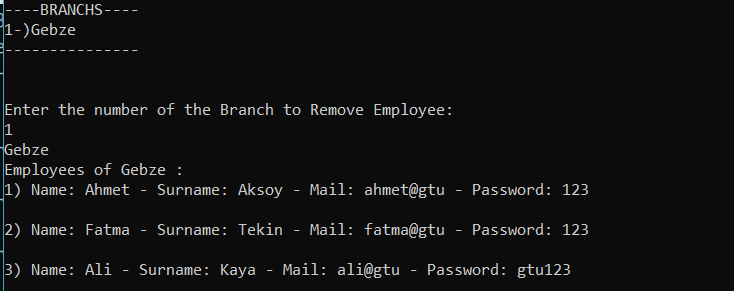 ----BRANCHS----
1-)Gebze
---------------
Enter the number of the Branch to Remove Employee:
1
Gebze
Employees of Gebze :
1) Name: Ahmet - Surname: Aksoy - Mail: ahmet@gtu - Password: 123
2) Name: Fatma - Surname: Tekin - Mail: fatma@gtu - Password: 123
3) Name: Ali - Surname: Kaya - Mail: ali@gtu - Password: gtu123